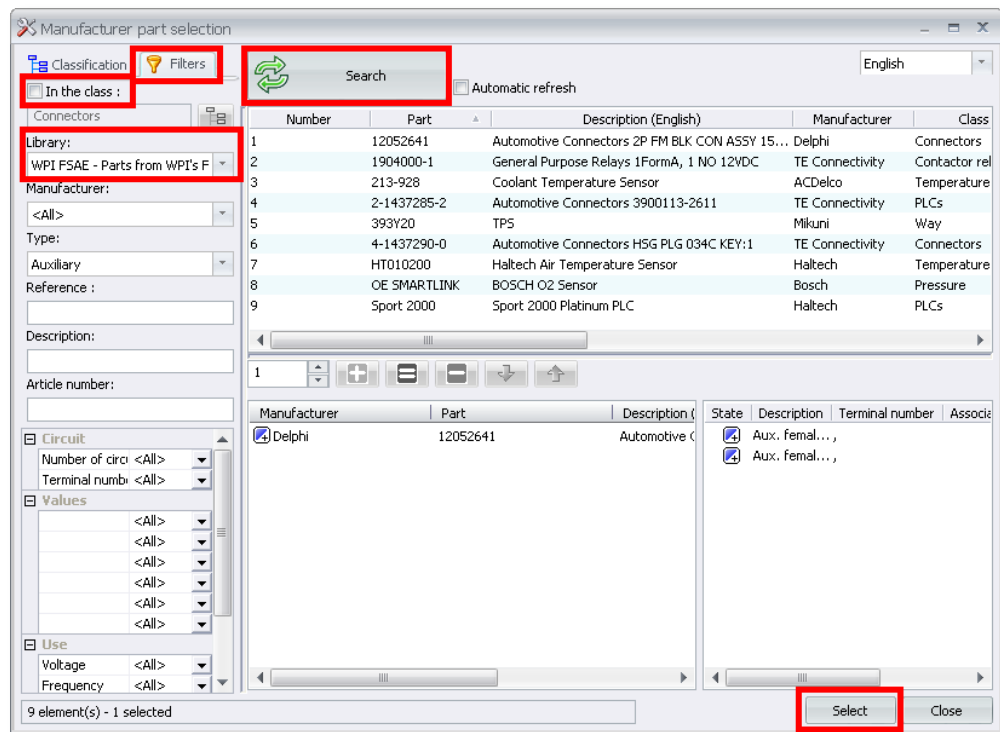 Manufacturer part selection
Classification Filters
In the class :
Connectors
Library:
WPI FSAE - Parts from WPI's F
Manufacturer:
<All>
Type:
Auxiliary
Reference :
Description:
Article number:
Circuit
Number of circ <All>
Terminal numb <All>
Values
<All>
<All>
<All>
<All>
<All>
<All>
Use
Voltage <All>
Frequency <All>
Search
Automatic refresh
English
Number Part Description (English) Manufacturer Class
1 12052641 Automotive Connectors 2P FM BLK CON ASSY 15... Delphi Connectors
2 1904000-1 General Purpose Relays 1FormA, 1 NO 12VDC TE Connectivity Contactor rel
3 213-928 Coolant Temperature Sensor ACDelco Temperature
4 2-1437285-2 Automotive Connectors 3900113-2611 TE Connectivity PLCs
5 393Y20 TPS Mikuni Way
6 4-1437290-0 Automotive Connectors HSG PLG 034C KEY:1 TE Connectivity Connectors
7 HT010200 Haltech Air Temperature Sensor Haltech Temperature
8 OE SMARTLINK BOSCH O2 Sensor Bosch Pressure
9 Sport 2000 Sport 2000 Platinum PLC Haltech PLCs
1
Manufacturer Part Description (
Delphi 12052641 Automotive C
State Description Terminal number Associa
Aux. femal... ,
Aux. femal... ,
9 element(s) - 1 selected
Select Close